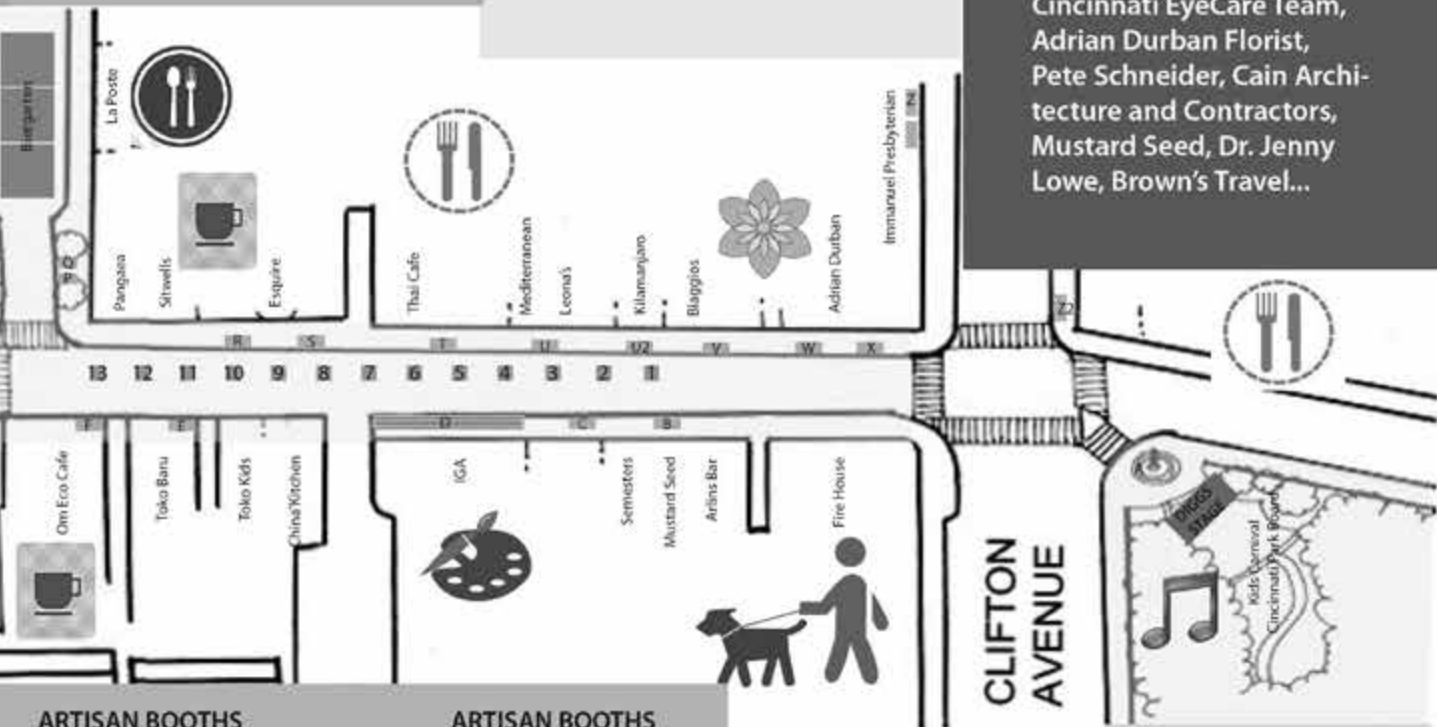 Cincinnati EyeCare Team,
Adrian Durban Florist,
Pete Schneider, Cain Archi-
tecture and Contractors,
Mustard Seed, Dr. Jenny
Lowe, Brown's Travel...
Biergarten
La Poste
Immanuel Presbyterian
Pangaea
Sitwells
Esquire
Thai Cafe
Mediterranean
Leona's
Kilamanjaro
Blaggios
Adrian Durban
R S T U U2 V W X
13 12 11 10 9 8 7 6 5 4 3 2 1
F E D C B
Om Eco Cafe
Toko Baru
Toko Kids
China Kitchen
IGA
Semesters
Mustard Seed
Arlins Bar
Fire House
CLIFTON
AVENUE
A
DIGGS
STAGE
Kids Carnival
Cincinnati Park Board
ARTISAN BOOTHS
ARTISAN BOOTHS